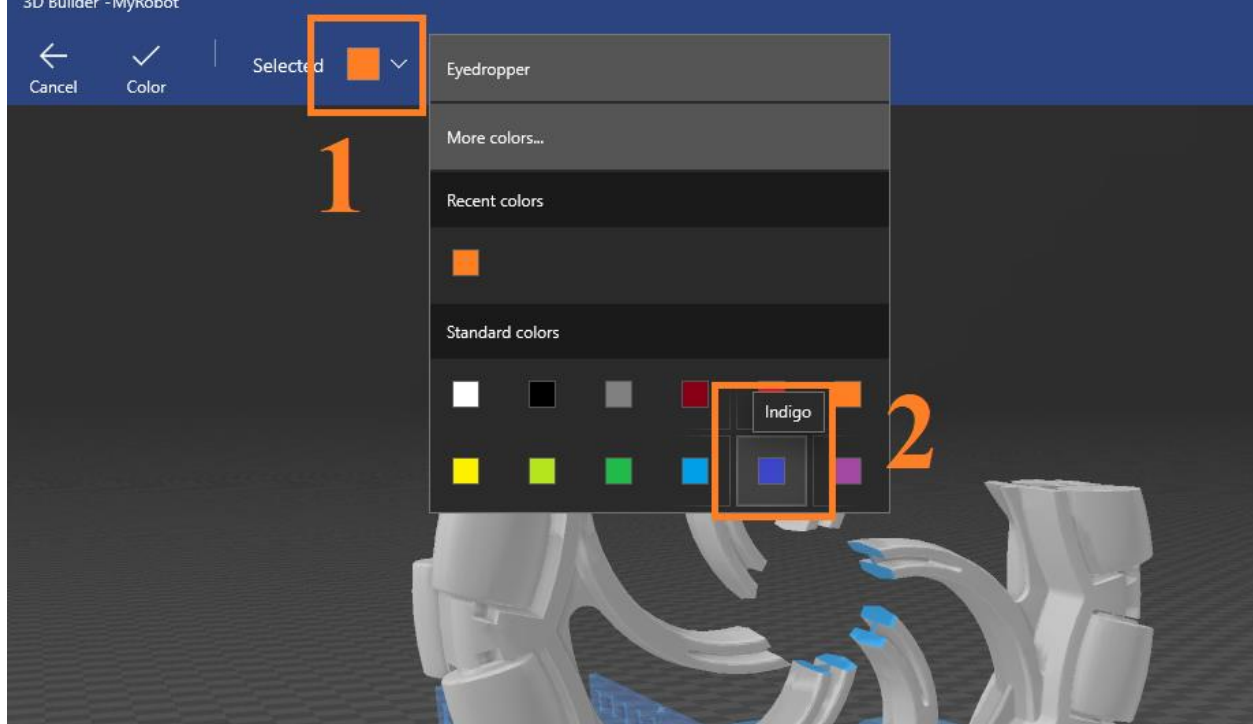 3D Builder -MyRobot
Cancel
Color
Selected
1
Eyedropper
More colors...
Recent colors
Standard colors
Indigo
2